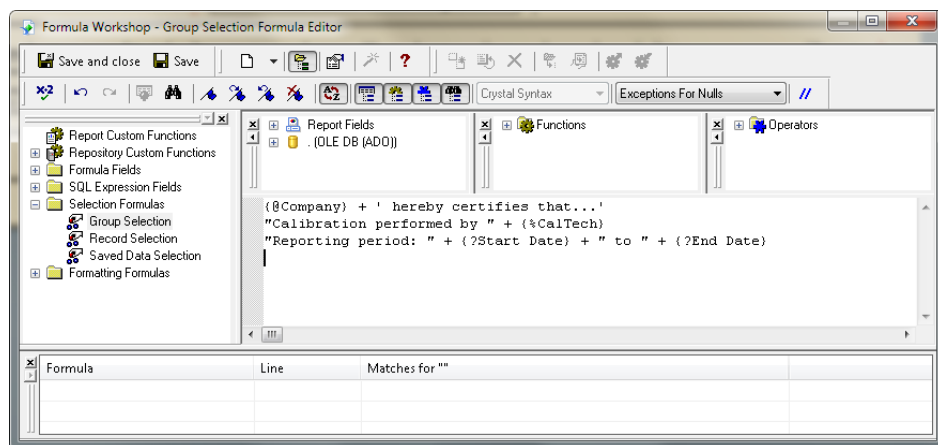 Formula Workshop - Group Selection Formula Editor
Save and close Save
x+2 Crystal Syntax Exceptions For Nulls //
Report Custom Functions
Repository Custom Functions
Formula Fields
SQL Expression Fields
Selection Formulas
Group Selection
Record Selection
Saved Data Selection
Formatting Formulas
Report Fields
. (OLE DB (ADO))
Functions
Operators
{@Company} + ' hereby certifies that...'
"Calibration performed by " + {%CalTech}
"Reporting period: " + {?Start Date} + " to " + {?End Date}
Formula Line Matches for ""